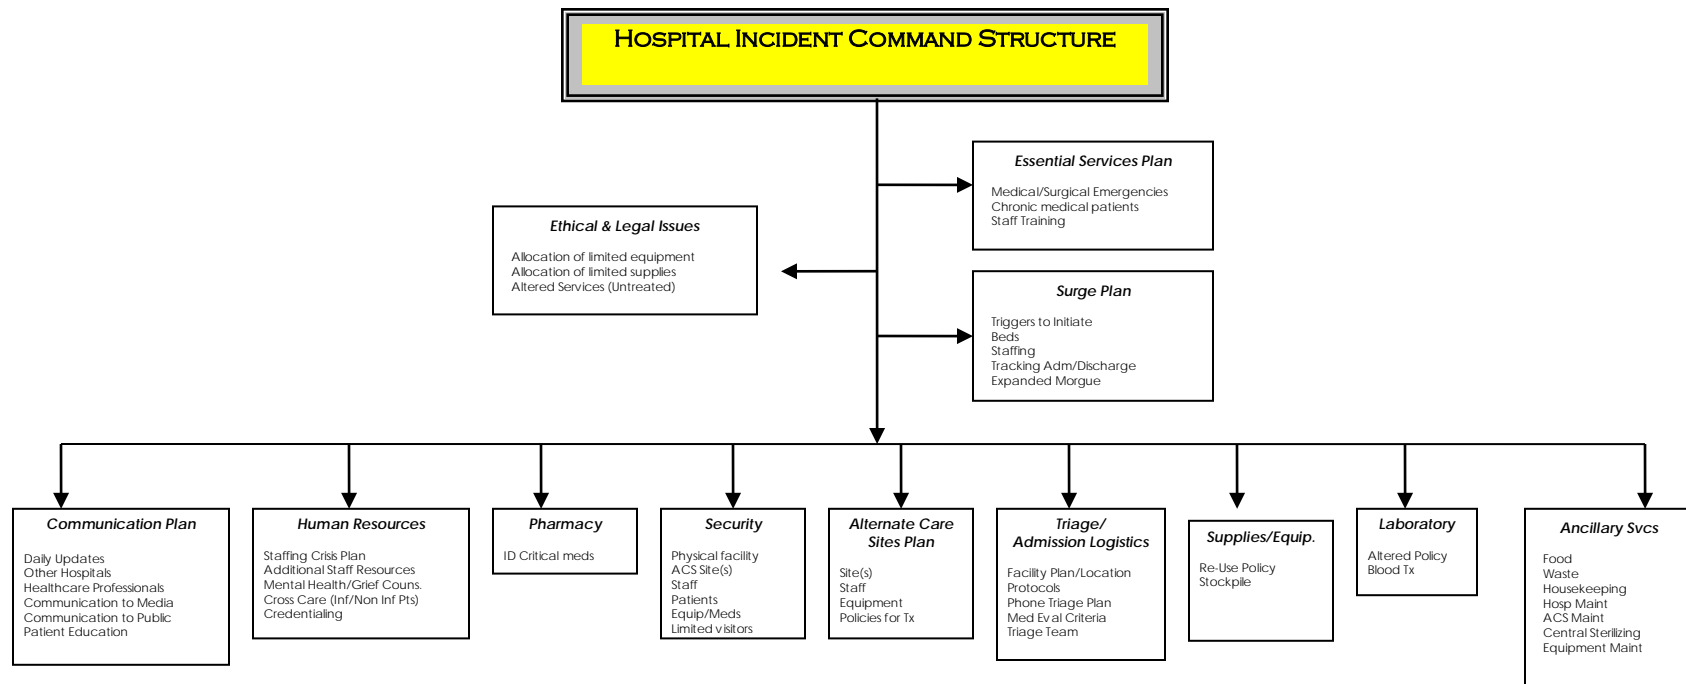 HOSPITAL INCIDENT COMMAND STRUCTURE
Essential Services Plan
Medical/Surgical Emergencies
Chronic medical patients
Staff Training
Ethical & Legal Issues
Allocation of limited equipment
Allocation of limited supplies
Altered Services (Untreated)
Surge Plan
Triggers to Initiate
Beds
Staffing
Tracking Adm/Discharge
Expanded Morgue
Communication Plan
Daily Updates
Other Hospitals
Healthcare Professionals
Communication to Media
Communication to Public
Patient Education
Human Resources
Staffing Crisis Plan
Additional Staff Resources
Mental Health/Grief Couns.
Cross Care (Inf/Non Inf Pts)
Credentialing
Pharmacy
ID Critical meds
Security
Physical facility
ACS Site(s)
Staff
Patients
Equip/Meds
Limited visitors
Alternate Care
Sites Plan
Site(s)
Staff
Equipment
Policies for Tx
Triage/
Admission Logistics
Facility Plan/Location
Protocols
Phone Triage Plan
Med Eval Criteria
Triage Team
Supplies/Equip.
Re-Use Policy
Stockpile
Laboratory
Altered Policy
Blood Tx
Ancillary Svcs
Food
Waste
Housekeeping
Hosp Maint
ACS Maint
Central Sterilizing
Equipment Maint